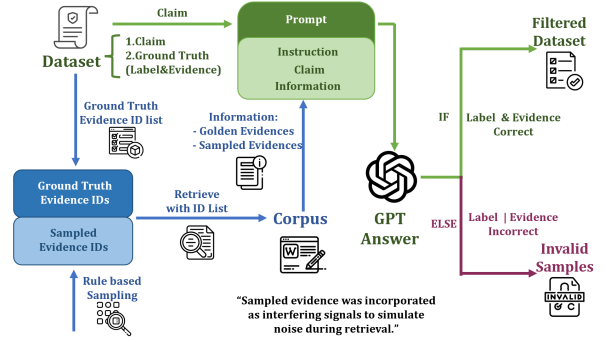 Claim
Dataset
1.Claim
2.Ground Truth
(Label&Evidence)
Prompt
Instruction
Claim
Information
Filtered
Dataset
Ground Truth
Evidence ID list
Information:
- Golden Evidences
- Sampled Evidences
IF
Label & Evidence
Correct
Ground Truth
Evidence IDs
Sampled
Evidence IDs
Retrieve
with ID List
Corpus
W
GPT
Answer
ELSE
Label | Evidence
Incorrect
Invalid
Samples
INVALID
Rule based
Sampling
“Sampled evidence was incorporated
as interfering signals to simulate
noise during retrieval.”